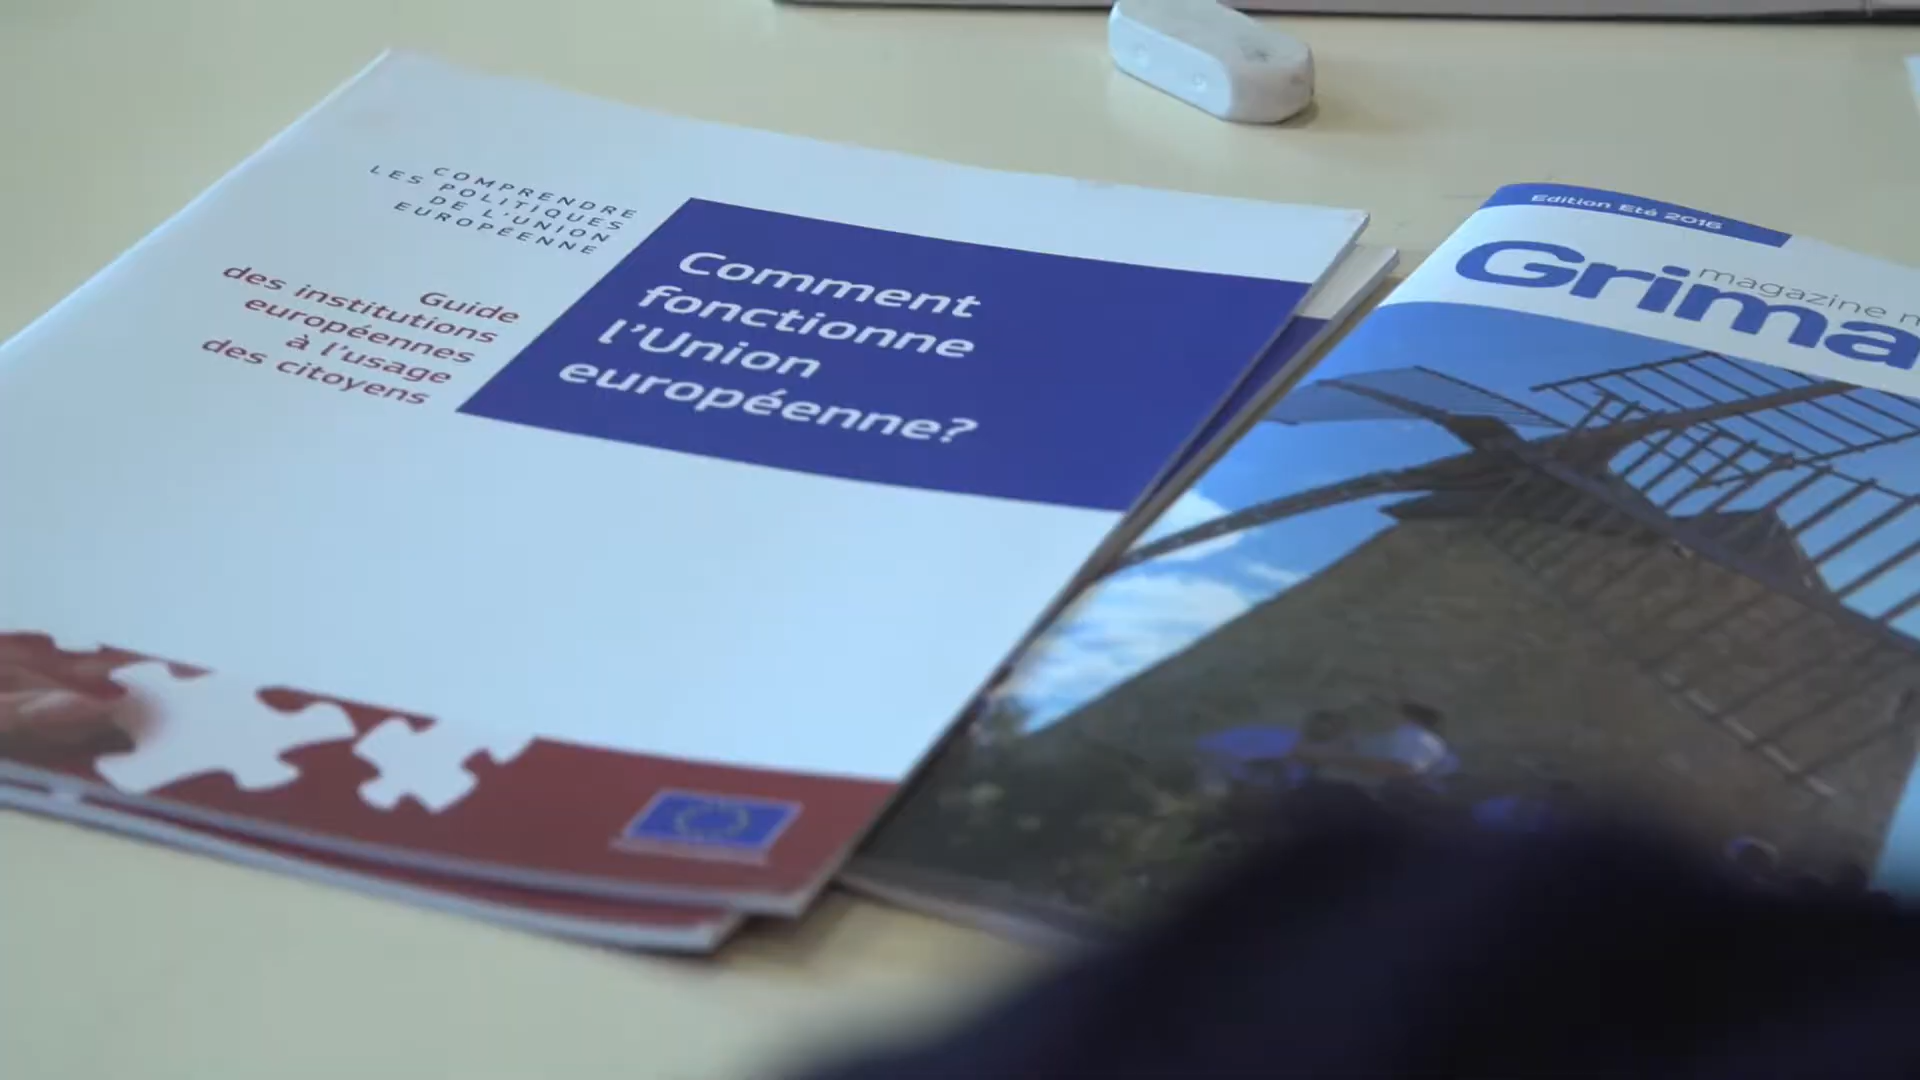 COMPRENDRE
LES POLITIQUES
DE L'UNION
EUROPÉENNE
Guide
des institutions
européennes
à l'usage
des citoyens
Comment
fonctionne
l'Union
européenne?
Edition Eté 2016
magazine
Grima